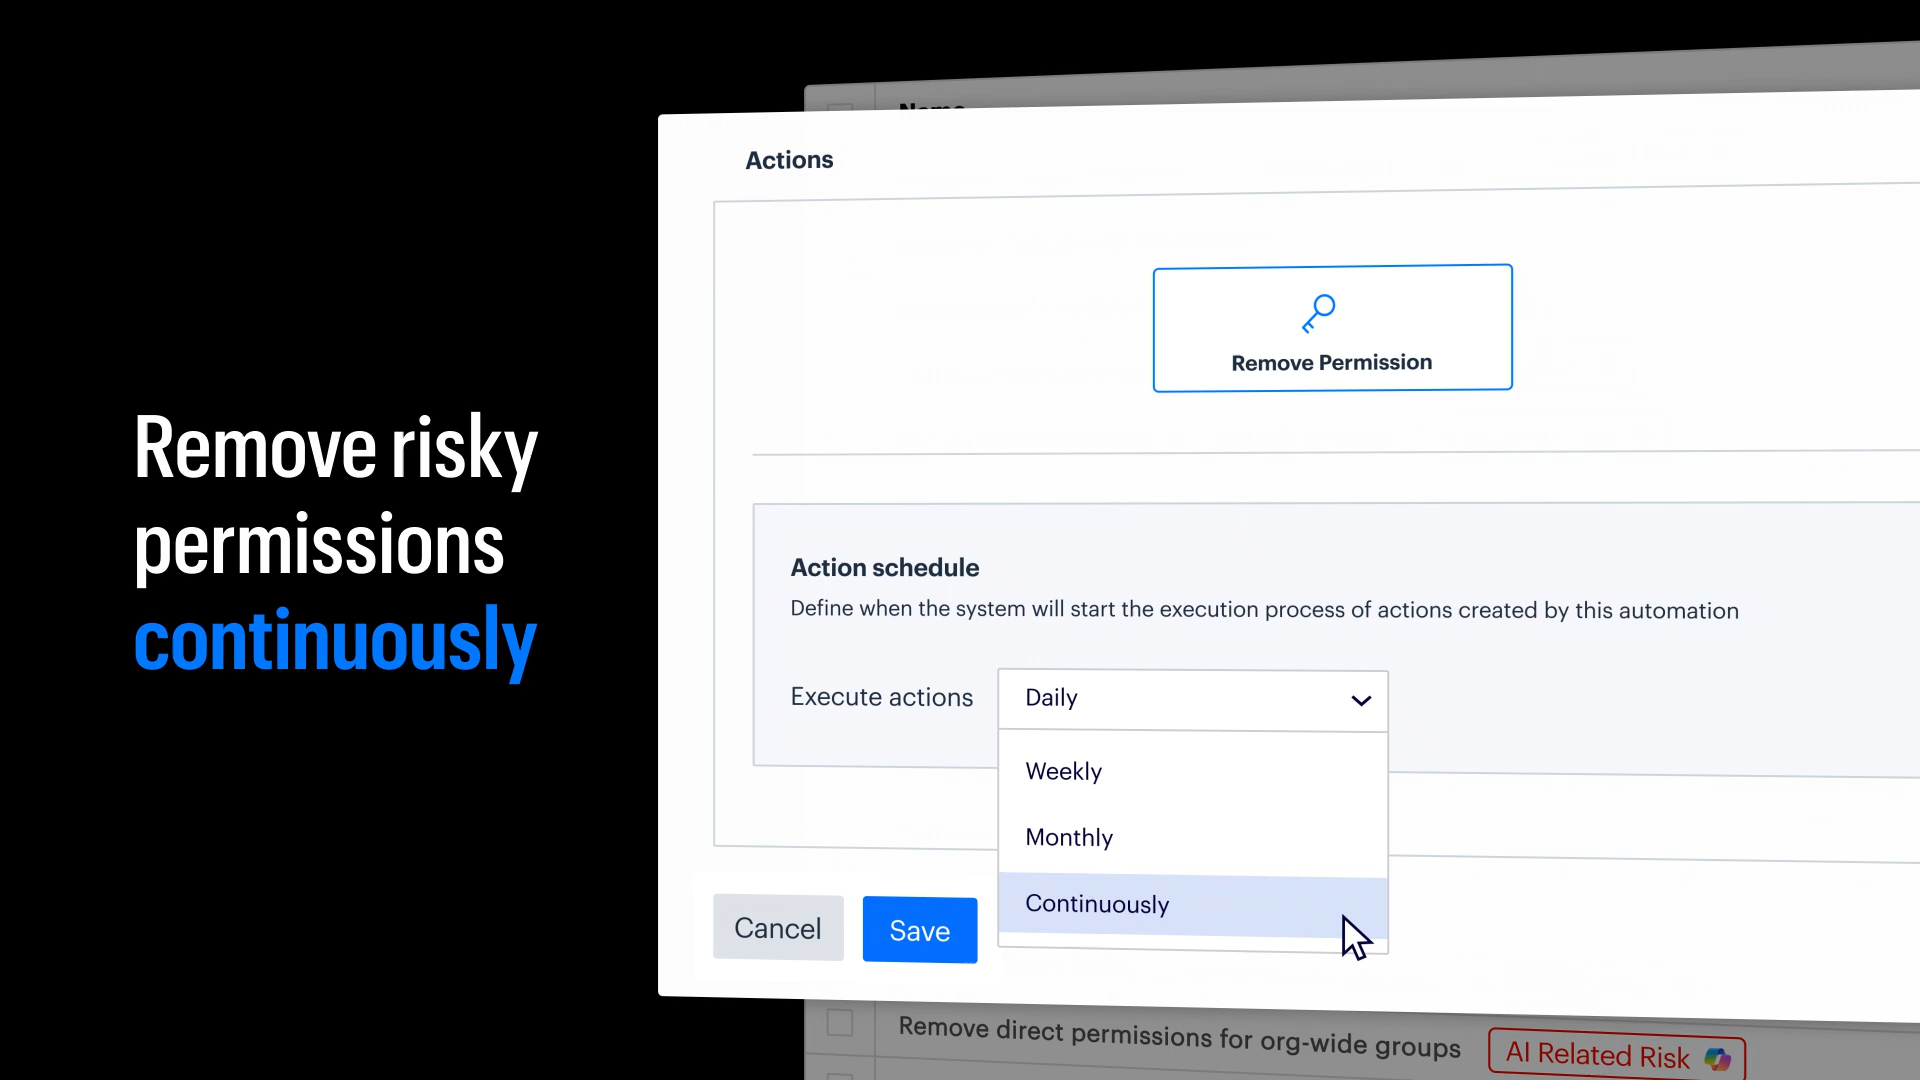 Remove risky
permissions
continuously
Name
Actions
Remove Permission
Action schedule
Define when the system will start the execution process of actions created by this automation
Execute actions
Daily
Weekly
Monthly
Continuously
Cancel
Save
Remove direct permissions for org-wide groups
AI Related Risk